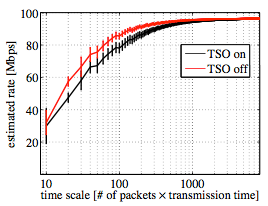 100
80
60
40
20
estimated rate [Mbps]
TSO on
TSO off
10
100
1000
time scale [# of packets × transmission time]